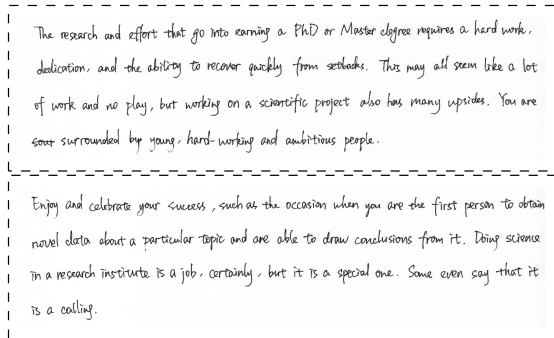 The research and effort that go into earning a PhD or Master degree requires a hard work,
dedication, and the ability to recover quickly from setbacks. This may all seem like a lot
of work and no play, but working on a scientific project also has many upsides. You are
surrounded by young, hard-working and ambitious people.
Enjoy and celebrate your success, such as the occasion when you are the first person to obtain
novel data about a particular topic and are able to draw conclusions from it. Doing science
in a research institute is a job, certainly, but it is a special one. Some even say that it
is a calling.